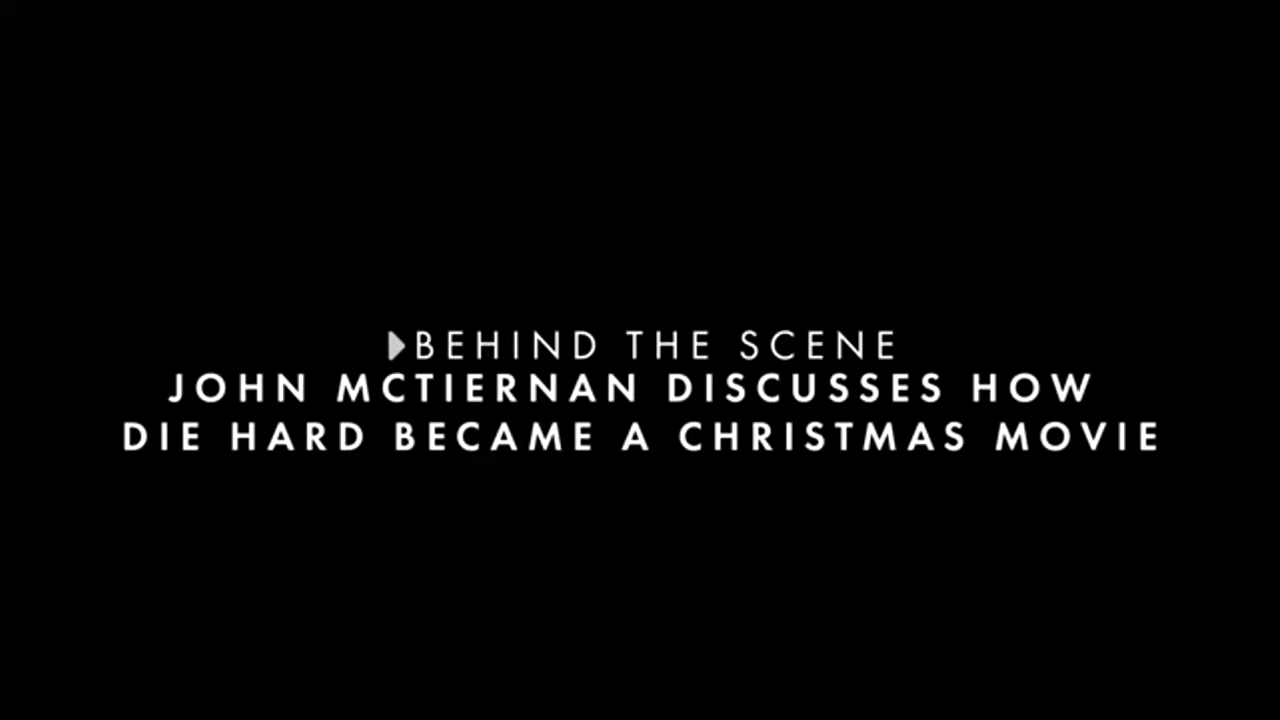 BEHIND THE SCENE
JOHN MCTIERNAN DISCUSSES HOW
DIE HARD BECAME A CHRISTMAS MOVIE